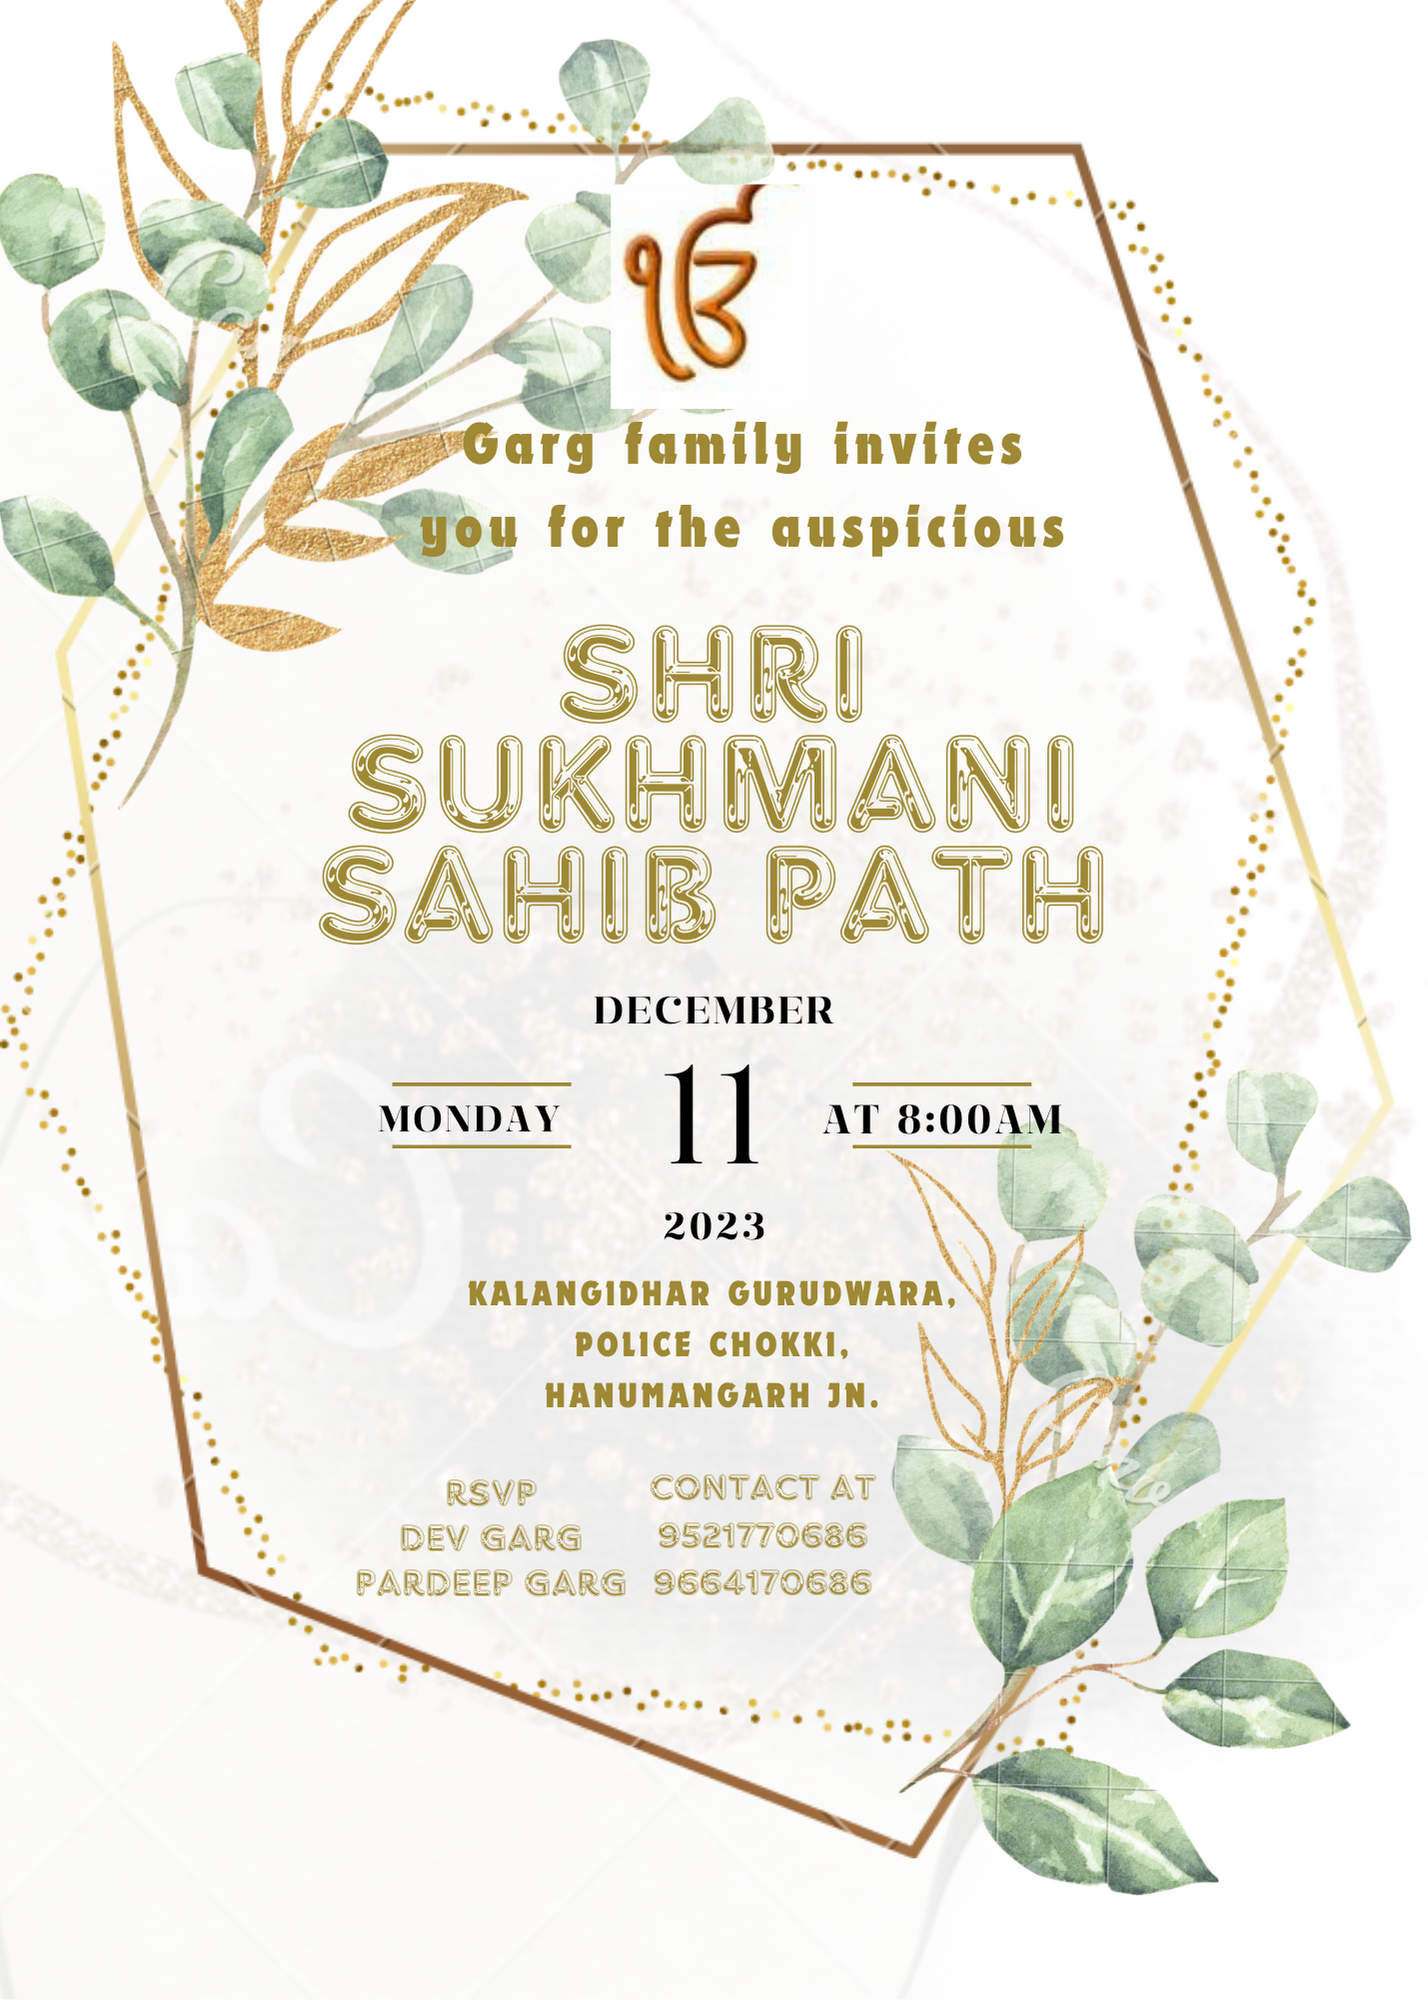 ੴ
Garg family invites
you for the auspicious
SHRI
SUKHMANI
SAHIB PATH
DECEMBER
MONDAY 11 AT 8:00AM
2023
KALANGIDHAR GURUDWARA,
POLICE CHOKKI,
HANUMANGARH JN.
RSVP CONTACT AT
DEV GARG 9521770686
PARDEEP GARG 9664170686